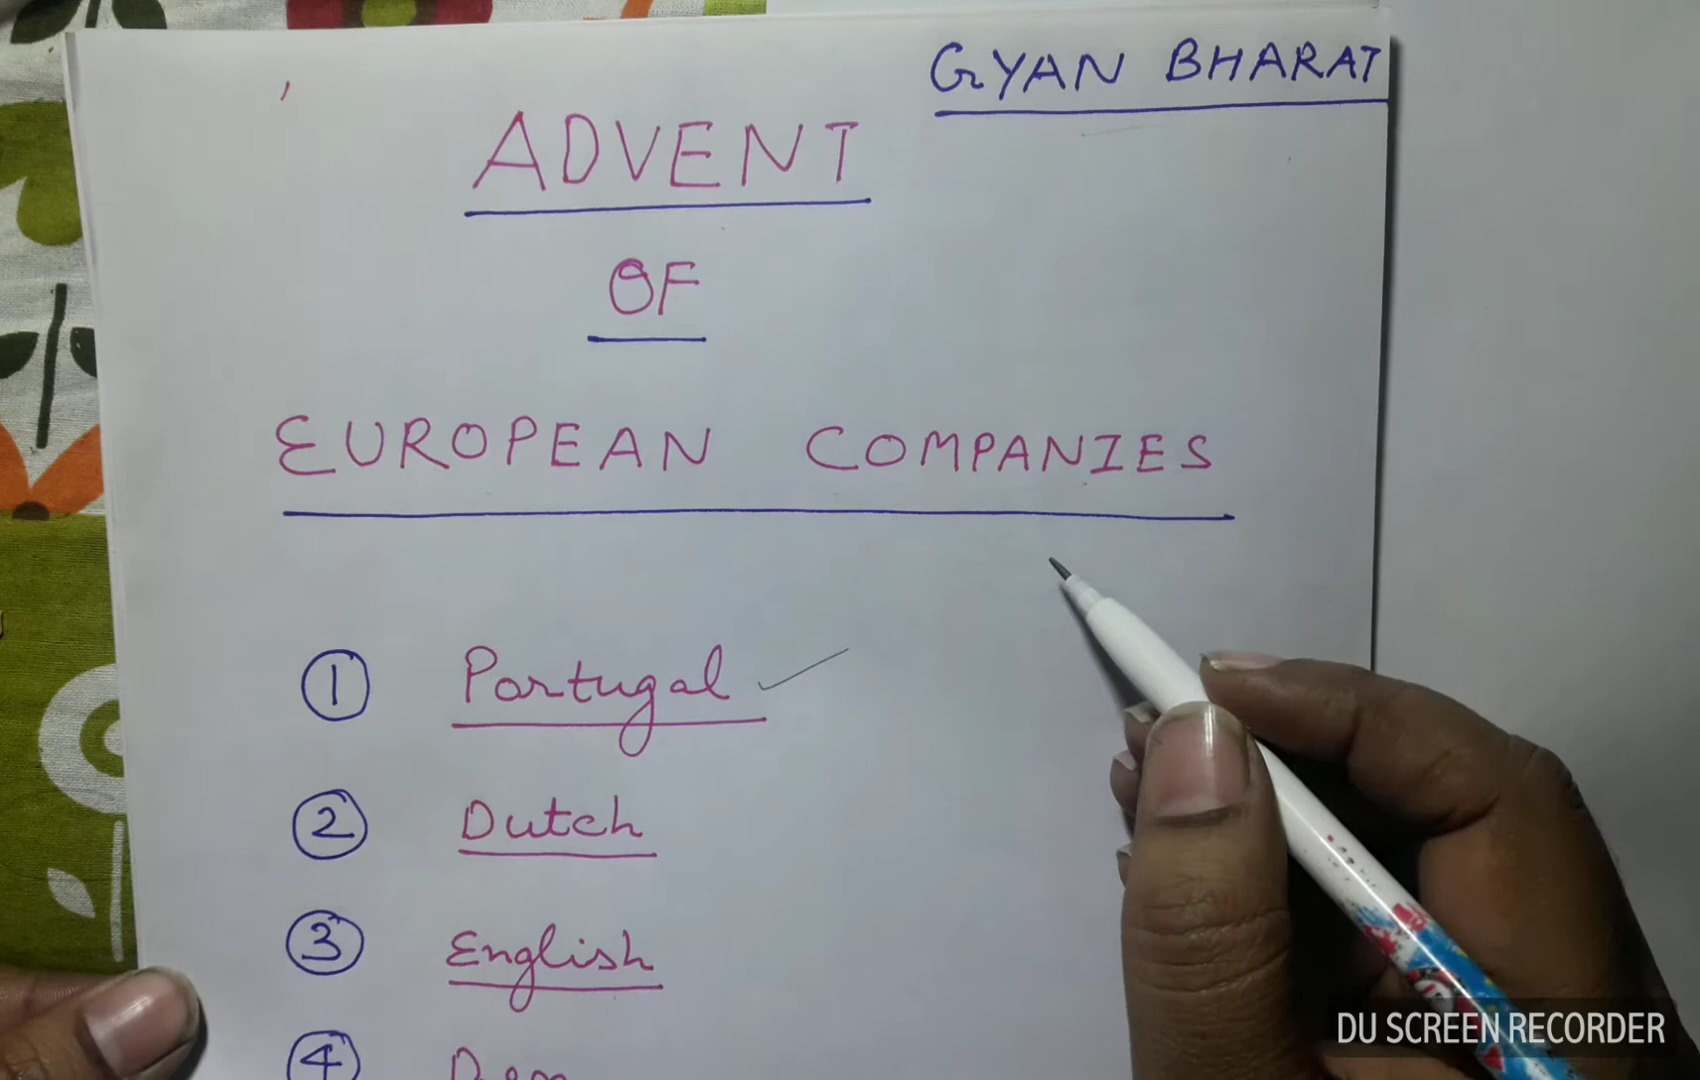 GYAN BHARAT
ADVENT
OF
EUROPEAN COMPANIES
1 Portugal
2 Dutch
3 English
4
DU SCREEN RECORDER